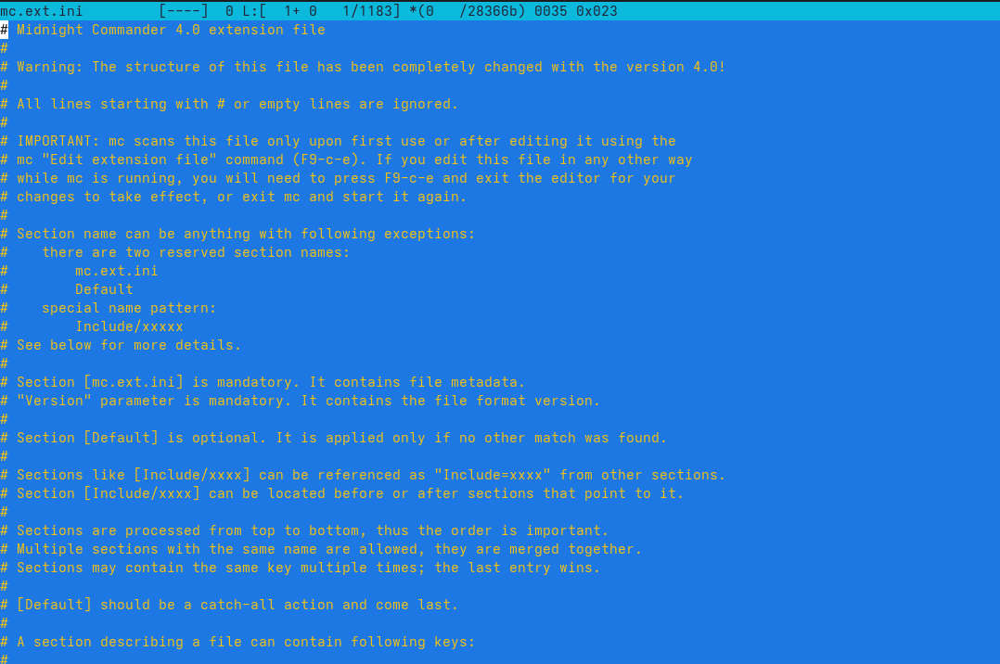 mc.ext.ini         [----]  0 L:[  1+ 0   1/1183] *(0   /28366b) 0035 0x023
# Midnight Commander 4.0 extension file
#
# Warning: The structure of this file has been completely changed with the version 4.0!
#
# All lines starting with # or empty lines are ignored.
#
# IMPORTANT: mc scans this file only upon first use or after editing it using the
# mc "Edit extension file" command (F9-c-e). If you edit this file in any other way
# while mc is running, you will need to press F9-c-e and exit the editor for your
# changes to take effect, or exit mc and start it again.
#
# Section name can be anything with following exceptions:
#    there are two reserved section names:
#        mc.ext.ini
#        Default
#    special name pattern:
#        Include/xxxxx
# See below for more details.
#
# Section [mc.ext.ini] is mandatory. It contains file metadata.
# "Version" parameter is mandatory. It contains the file format version.
#
# Section [Default] is optional. It is applied only if no other match was found.
#
# Sections like [Include/xxxx] can be referenced as "Include=xxxx" from other sections.
# Section [Include/xxxx] can be located before or after sections that point to it.
#
# Sections are processed from top to bottom, thus the order is important.
# Multiple sections with the same name are allowed, they are merged together.
# Sections may contain the same key multiple times; the last entry wins.
#
# [Default] should be a catch-all action and come last.
#
# A section describing a file can contain following keys:
#